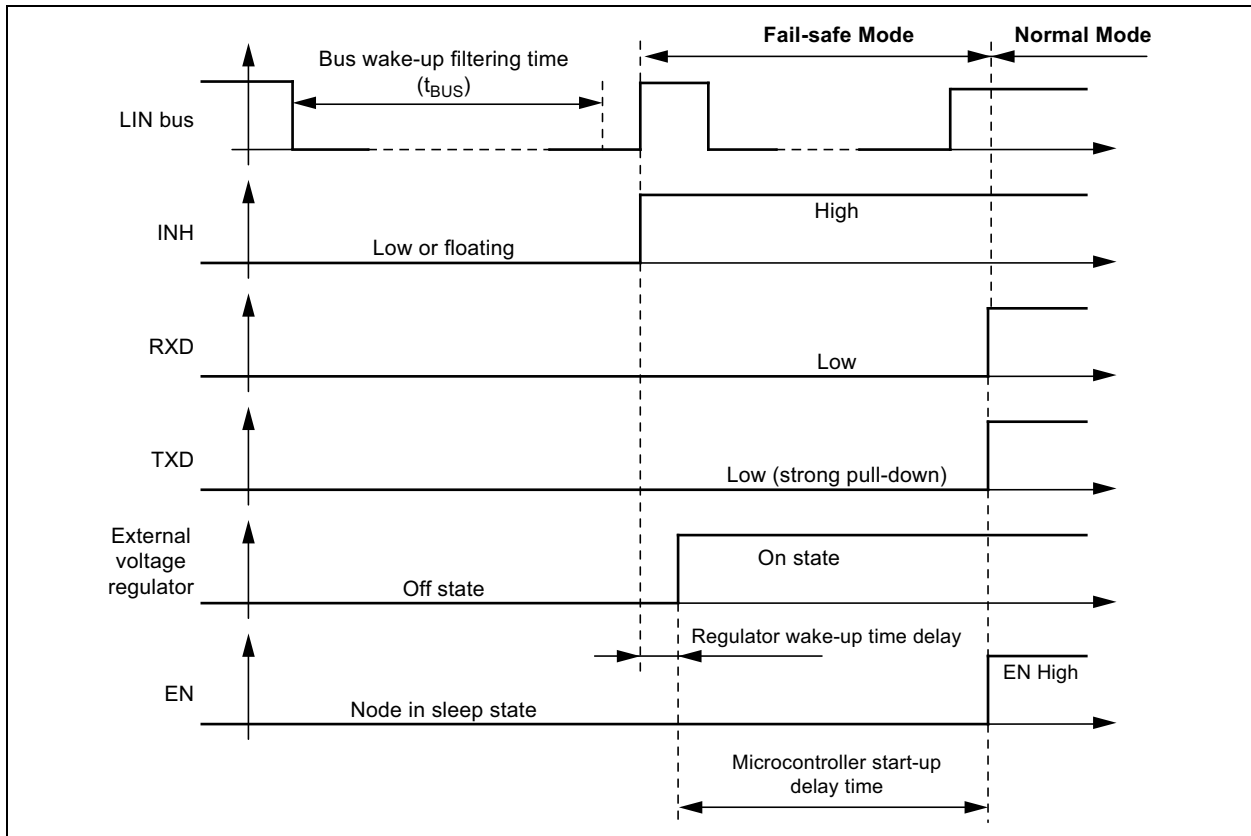 Fail-safe Mode
Normal Mode
Bus wake-up filtering time
(tBUS)
LIN bus
INH
High
Low or floating
RXD
Low
TXD
Low (strong pull-down)
External
voltage
regulator
On state
Off state
Regulator wake-up time delay
EN
EN High
Node in sleep state
Microcontroller start-up
delay time